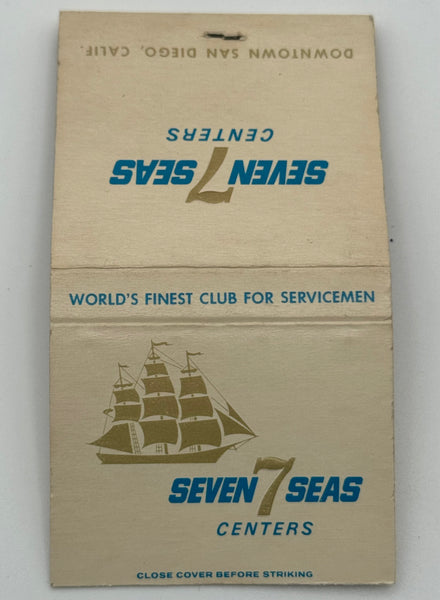 DOWNTOWN SAN DIEGO, CALIF.
CENTERS
SEVEN 7 SEAS
WORLD'S FINEST CLUB FOR SERVICEMEN
SEVEN 7 SEAS
CENTERS
CLOSE COVER BEFORE STRIKING